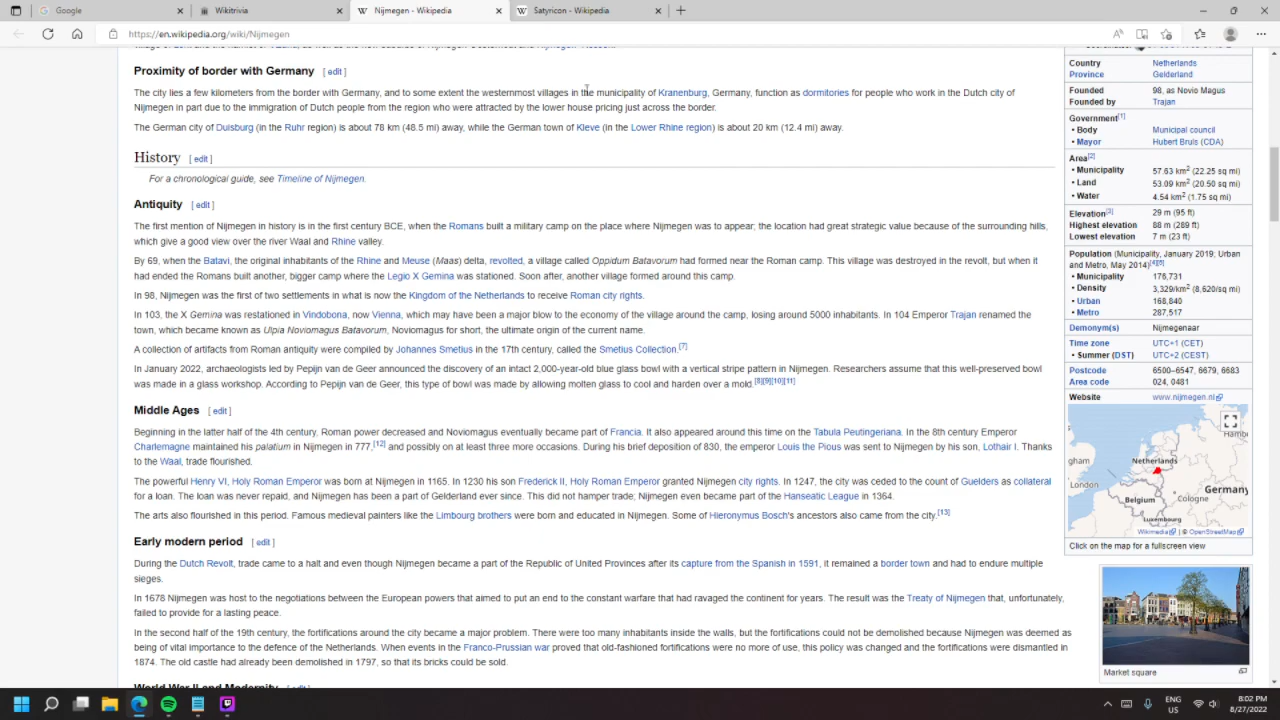 Google
Wikitrivia
Nijmegen - Wikipedia
Satyricon - Wikipedia
https://en.wikipedia.org/wiki/Nijmegen
Proximity of border with Germany [ edit ]
The city lies a few kilometers from the border with Germany, and to some extent the westernmost villages in the municipality of Kranenburg, Germany, function as dormitories for people who work in the Dutch city of
Nijmegen in part due to the immigration of Dutch people from the region who were attracted by the lower house pricing just across the border.
The German city of Duisburg (in the Ruhr region) is about 78 km (48.5 mi) away, while the German town of Kleve (in the Lower Rhine region) is about 20 km (12.4 mi) away.
History [ edit ]
For a chronological guide, see Timeline of Nijmegen.
Antiquity [ edit ]
The first mention of Nijmegen in history is in the first century BCE, when the Romans built a military camp on the place where Nijmegen was to appear; the location had great strategic value because of the surrounding hills,
which give a good view over the river Waal and Rhine valley.
By 69, when the Batavi, the original inhabitants of the Rhine and Meuse (Maas) delta, revolted, a village called Oppidum Batavorum had formed near the Roman camp. This village was destroyed in the revolt, but when it
had ended the Romans built another, bigger camp where the Legio X Gemina was stationed. Soon after, another village formed around this camp.
In 98, Nijmegen was the first of two settlements in what is now the Kingdom of the Netherlands to receive Roman city rights.
In 103, the X Gemina was restationed in Vindobona, now Vienna, which may have been a major blow to the economy of the village around the camp, losing around 5000 inhabitants. In 104 Emperor Trajan renamed the
town, which became known as Ulpia Noviomagus Batavorum, Noviomagus for short, the ultimate origin of the current name.
A collection of artifacts from Roman antiquity were compiled by Johannes Smetius in the 17th century, called the Smetius Collection.[7]
In January 2022, archaeologists led by Pepijn van de Geer announced the discovery of an intact 2,000-year-old blue glass bowl with a vertical stripe pattern in Nijmegen. Researchers assume that this well-preserved bowl
was made in a glass workshop. According to Pepijn van de Geer, this type of bowl was made by allowing molten glass to cool and harden over a mold.[8][9][10][11]
Middle Ages [ edit ]
Beginning in the latter half of the 4th century, Roman power decreased and Noviomagus eventually became part of Francia. It also appeared around this time on the Tabula Peutingeriana. In the 8th century Emperor
Charlemagne maintained his palatium in Nijmegen in 777,[12] and possibly on at least three more occasions. During his brief deposition of 830, the emperor Louis the Pious was sent to Nijmegen by his son, Lothair I. Thanks
to the Waal, trade flourished.
The powerful Henry VI, Holy Roman Emperor was born at Nijmegen in 1165. In 1230 his son Frederick II, Holy Roman Emperor granted Nijmegen city rights. In 1247, the city was ceded to the count of Guelders as collateral
for a loan. The loan was never repaid, and Nijmegen has been a part of Gelderland ever since. This did not hamper trade; Nijmegen even became part of the Hanseatic League in 1364.
The arts also flourished in this period. Famous medieval painters like the Limbourg brothers were born and educated in Nijmegen. Some of Hieronymus Bosch's ancestors also came from the city.[13]
Early modern period [ edit ]
During the Dutch Revolt, trade came to a halt and even though Nijmegen became a part of the Republic of United Provinces after its capture from the Spanish in 1591, it remained a border town and had to endure multiple
sieges.
In 1678 Nijmegen was host to the negotiations between the European powers that aimed to put an end to the constant warfare that had ravaged the continent for years. The result was the Treaty of Nijmegen that, unfortunately,
failed to provide for a lasting peace.
In the second half of the 19th century, the fortifications around the city became a major problem. There were too many inhabitants inside the walls, but the fortifications could not be demolished because Nijmegen was deemed as
being of vital importance to the defence of the Netherlands. When events in the Franco-Prussian war proved that old-fashioned fortifications were no more of use, this policy was changed and the fortifications were dismantled in
1874. The old castle had already been demolished in 1797, so that its bricks could be sold.
World War II and Modernity [ edit ]
Country Netherlands
Province Gelderland
Founded 98, as Novio Magus
Founded by Trajan
Government[1]
• Body Municipal council
• Mayor Hubert Bruls (CDA)
Area[2]
• Municipality 57.63 km2 (22.25 sq mi)
• Land 53.09 km2 (20.50 sq mi)
• Water 4.54 km2 (1.75 sq mi)
Elevation[3] 29 m (95 ft)
Highest elevation 88 m (289 ft)
Lowest elevation 7 m (23 ft)
Population (Municipality, January 2019; Urban
and Metro, May 2014)[4][5]
• Municipality 176,731
• Density 3,329/km2 (8,620/sq mi)
• Urban 168,840
• Metro 287,517
Demonym(s) Nijmegenaar
Time zone UTC+1 (CET)
• Summer (DST) UTC+2 (CEST)
Postcode 6500–6547, 6679, 6683
Area code 024, 0481
Website www.nijmegen.nl
Hambu
Netherlands
gham
London
Germany
Belgium
Cologne
Luxembourg
Wikimedia | © OpenStreetMap
Click on the map for a fullscreen view
Market square
ENG
US
8:02 PM
8/27/2022